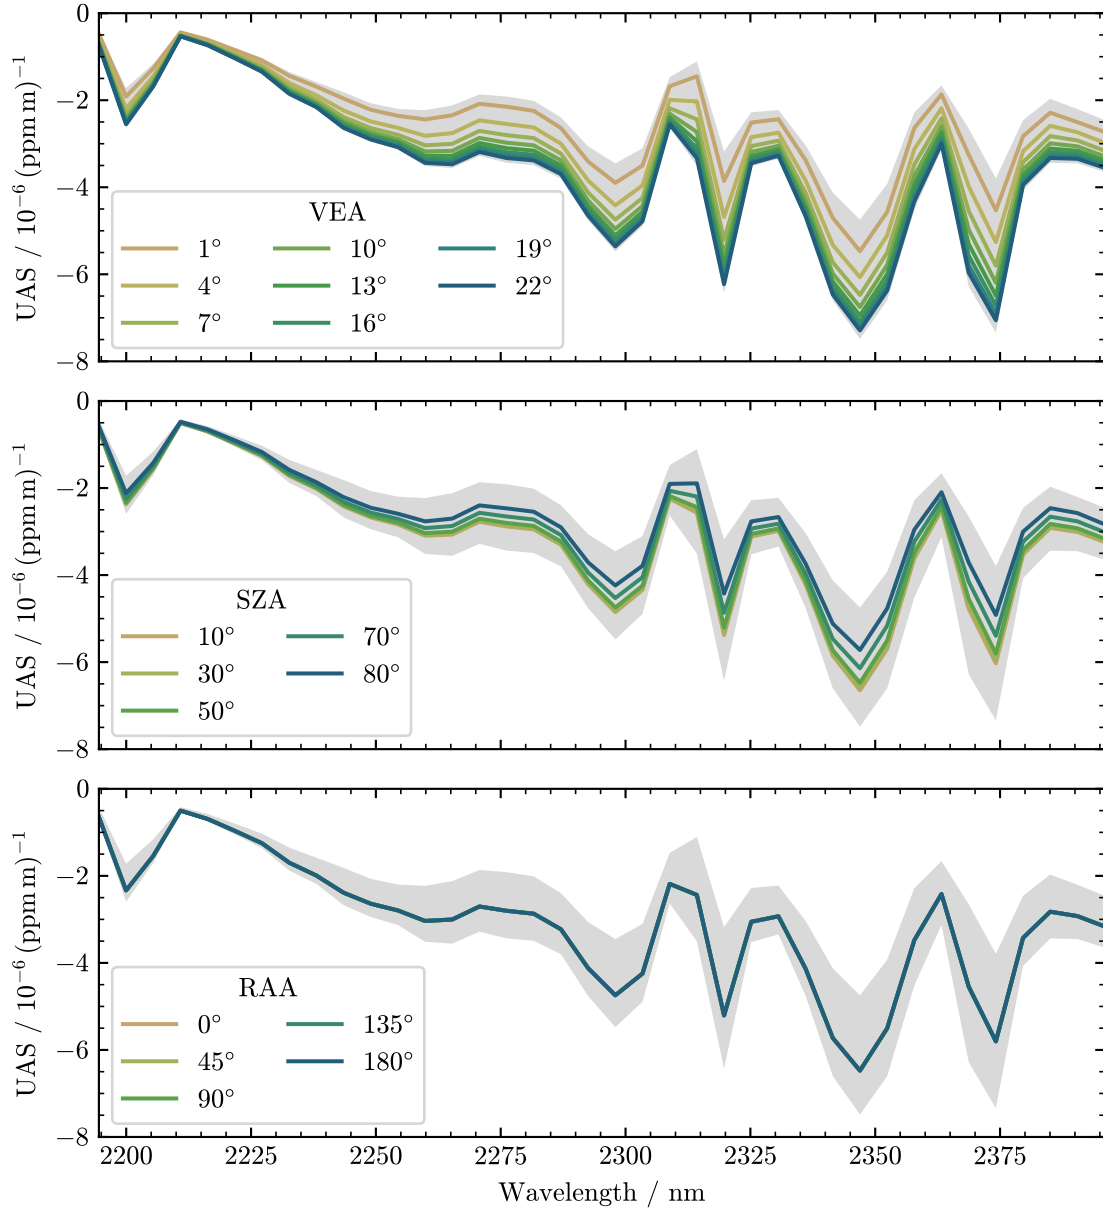 0
−2
−4
−6
−8
UAS / 10⁻⁶ (ppm m)⁻¹
VEA
1° 10° 19°
4° 13° 22°
7° 16°
0
−2
−4
−6
−8
UAS / 10⁻⁶ (ppm m)⁻¹
SZA
10° 70°
30° 80°
50°
0
−2
−4
−6
−8
UAS / 10⁻⁶ (ppm m)⁻¹
RAA
0° 135°
45° 180°
90°
2200 2225 2250 2275 2300 2325 2350 2375
Wavelength / nm